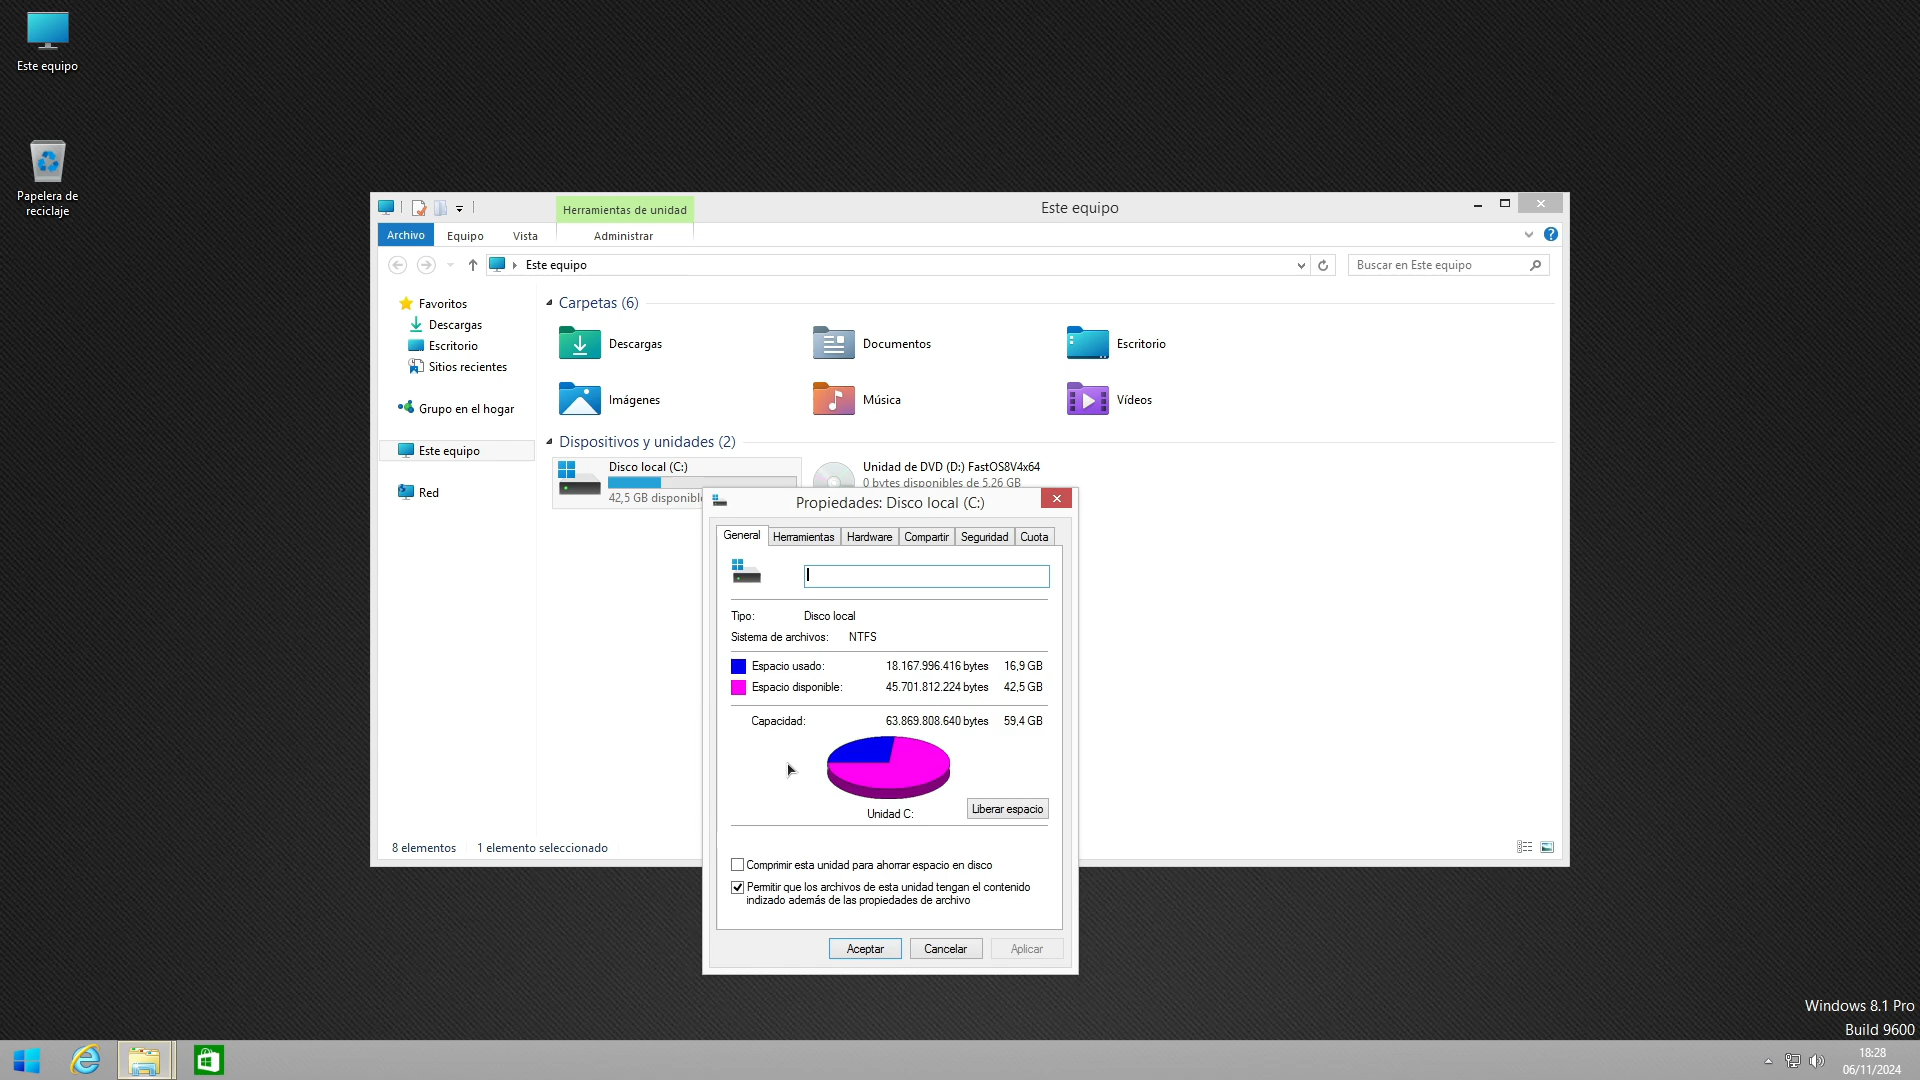 Este equipo
Papelera de
reciclaje
Herramientas de unidad
Este equipo
Archivo
Equipo
Vista
Administrar
Este equipo
Buscar en Este equipo
Favoritos
Descargas
Escritorio
Sitios recientes
Grupo en el hogar
Este equipo
Red
Carpetas (6)
Descargas
Documentos
Escritorio
Imágenes
Música
Vídeos
Dispositivos y unidades (2)
Disco local (C:)
42,5 GB disponibl
Unidad de DVD (D:) FastOS8V4x64
0 bytes disponibles de 5,26 GB
8 elementos
1 elemento seleccionado
Propiedades: Disco local (C:)
General
Herramientas
Hardware
Compartir
Seguridad
Cuota
Tipo: Disco local
Sistema de archivos: NTFS
Espacio usado: 18.167.996.416 bytes 16,9 GB
Espacio disponible: 45.701.812.224 bytes 42,5 GB
Capacidad: 63.869.808.640 bytes 59,4 GB
Unidad C:
Liberar espacio
Comprimir esta unidad para ahorrar espacio en disco
Permitir que los archivos de esta unidad tengan el contenido
indizado además de las propiedades de archivo
Aceptar
Cancelar
Aplicar
Windows 8.1 Pro
Build 9600
18:28
06/11/2024